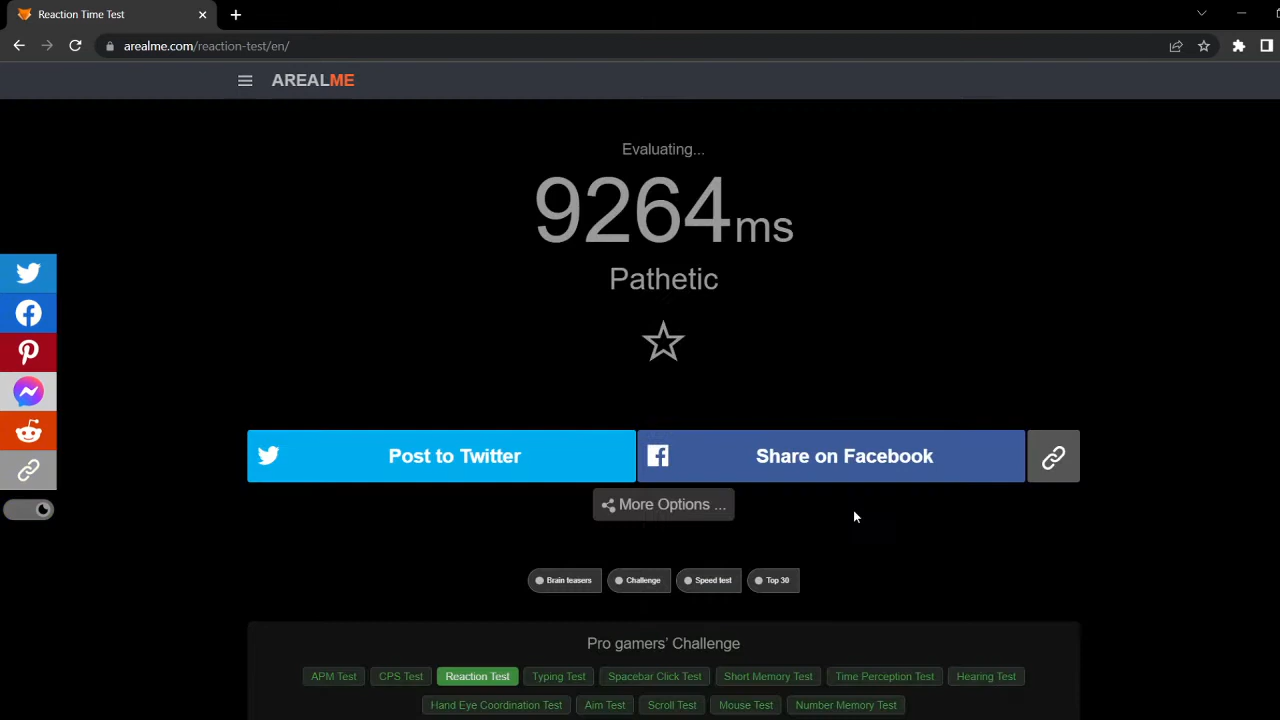 Reaction Time Test
arealme.com/reaction-test/en/
AREALME
Evaluating...
9264ms
Pathetic
Post to Twitter
Share on Facebook
More Options ...
Brain teasers Challenge Speed test Top 30
Pro gamers’ Challenge
APM Test CPS Test Reaction Test Typing Test Spacebar Click Test Short Memory Test Time Perception Test Hearing Test
Hand Eye Coordination Test Aim Test Scroll Test Mouse Test Number Memory Test